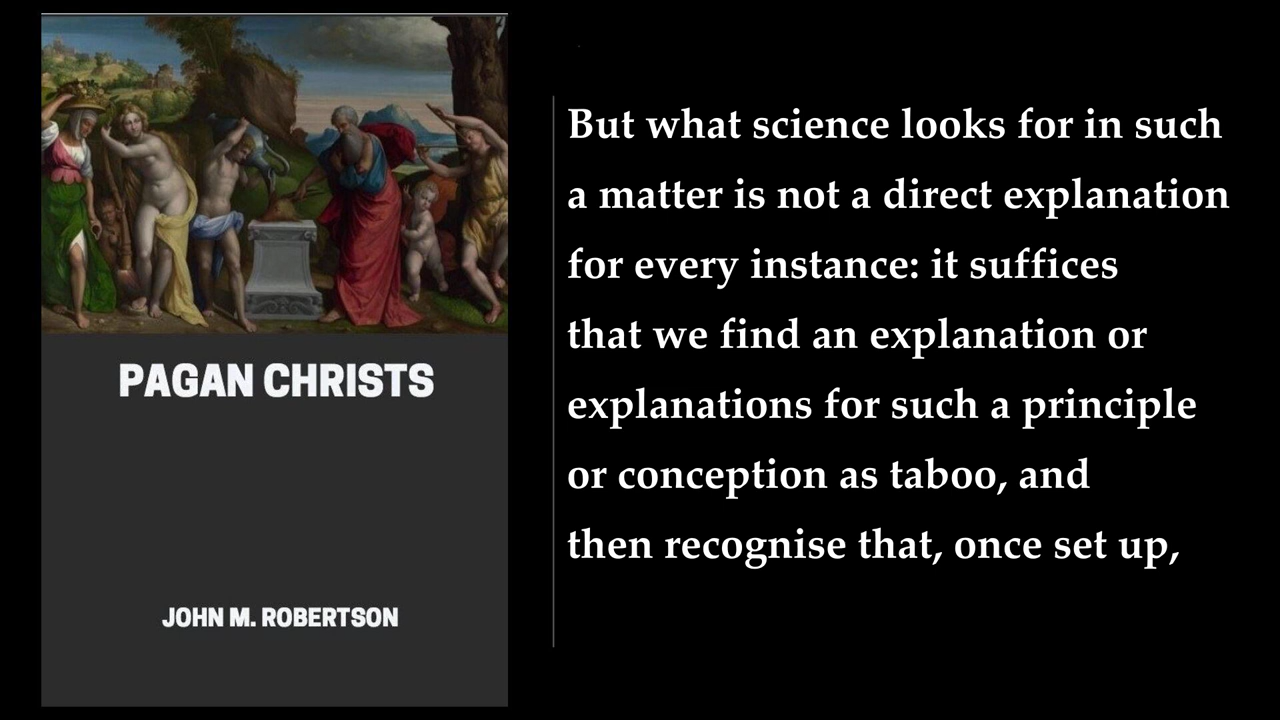 PAGAN CHRISTS
JOHN M. ROBERTSON
But what science looks for in such
a matter is not a direct explanation
for every instance: it suffices
that we find an explanation or
explanations for such a principle
or conception as taboo, and
then recognise that, once set up,